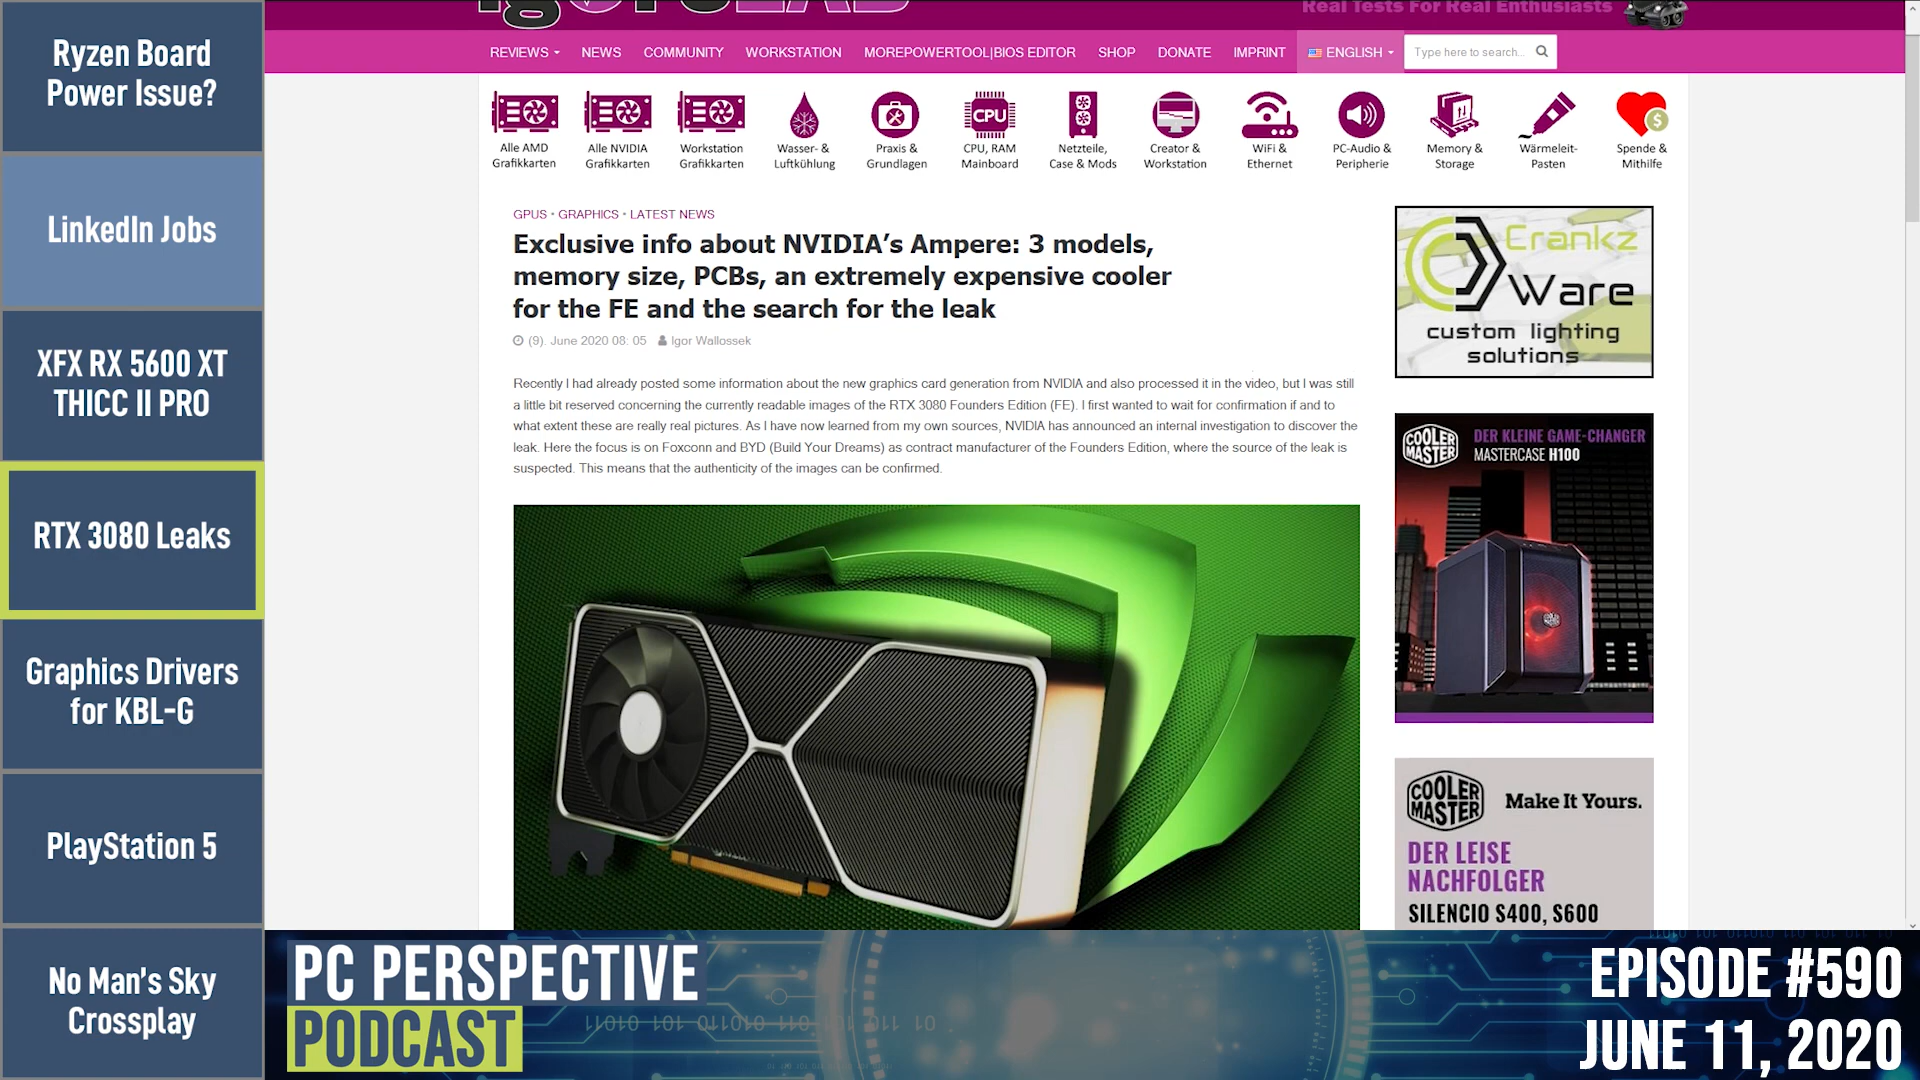 Ryzen Board
Power Issue?
LinkedIn Jobs
XFX RX 5600 XT
THICC II PRO
RTX 3080 Leaks
Graphics Drivers
for KBL-G
PlayStation 5
No Man's Sky
Crossplay
Real Tests For Real Enthusiasts
REVIEWS NEWS COMMUNITY WORKSTATION MOREPOWERTOOL|BIOS EDITOR SHOP DONATE IMPRINT ENGLISH Type here to search...
Alle AMD
Grafikkarten
Alle NVIDIA
Grafikkarten
Workstation
Grafikkarten
Wasser- &
Luftkühlung
Praxis &
Grundlagen
CPU
CPU, RAM
Mainboard
Netzteile,
Case & Mods
Creator &
Workstation
WiFi &
Ethernet
PC-Audio &
Peripherie
Memory &
Storage
Wärmeleit-
Pasten
$
Spende &
Mithilfe
GPUS • GRAPHICS • LATEST NEWS
Exclusive info about NVIDIA's Ampere: 3 models,
memory size, PCBs, an extremely expensive cooler
for the FE and the search for the leak
(9). June 2020 08: 05 Igor Wallossek
Recently I had already posted some information about the new graphics card generation from NVIDIA and also processed it in the video, but I was still
a little bit reserved concerning the currently readable images of the RTX 3080 Founders Edition (FE). I first wanted to wait for confirmation if and to
what extent these are really real pictures. As I have now learned from my own sources, NVIDIA has announced an internal investigation to discover the
leak. Here the focus is on Foxconn and BYD (Build Your Dreams) as contract manufacturer of the Founders Edition, where the source of the leak is
suspected. This means that the authenticity of the images can be confirmed.
Crankz
Ware
custom lighting
solutions
COOLER
MASTER
DER KLEINE GAME-CHANGER
MASTERCASE H100
COOLER
MASTER
Make It Yours.
DER LEISE
NACHFOLGER
SILENCIO S400, S600
PC PERSPECTIVE
PODCAST
EPISODE #590
JUNE 11, 2020